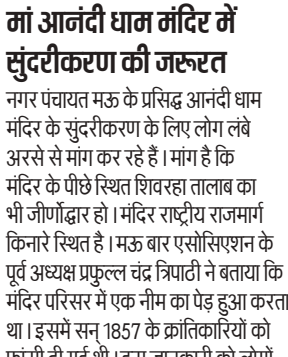 मां आनंदी धाम मंदिर में
सुंदरीकरण की जरूरत
नगर पंचायत मऊ के प्रसिद्ध आनंदी धाम
मंदिर के सुंदरीकरण के लिए लोग लंबे
अरसे से मांग कर रहे हैं। मांग है कि
मंदिर के पीछे स्थित शिवरहा तालाब का
भी जीर्णोद्धार हो। मंदिर राष्ट्रीय राजमार्ग
किनारे स्थित है। मऊ बार एसोसिएशन के
पूर्व अध्यक्ष प्रफुल्ल चंद्र त्रिपाठी ने बताया कि
मंदिर परिसर में एक नीम का पेड़ हुआ करता
था। इसमें सन् 1857 के क्रांतिकारियों को